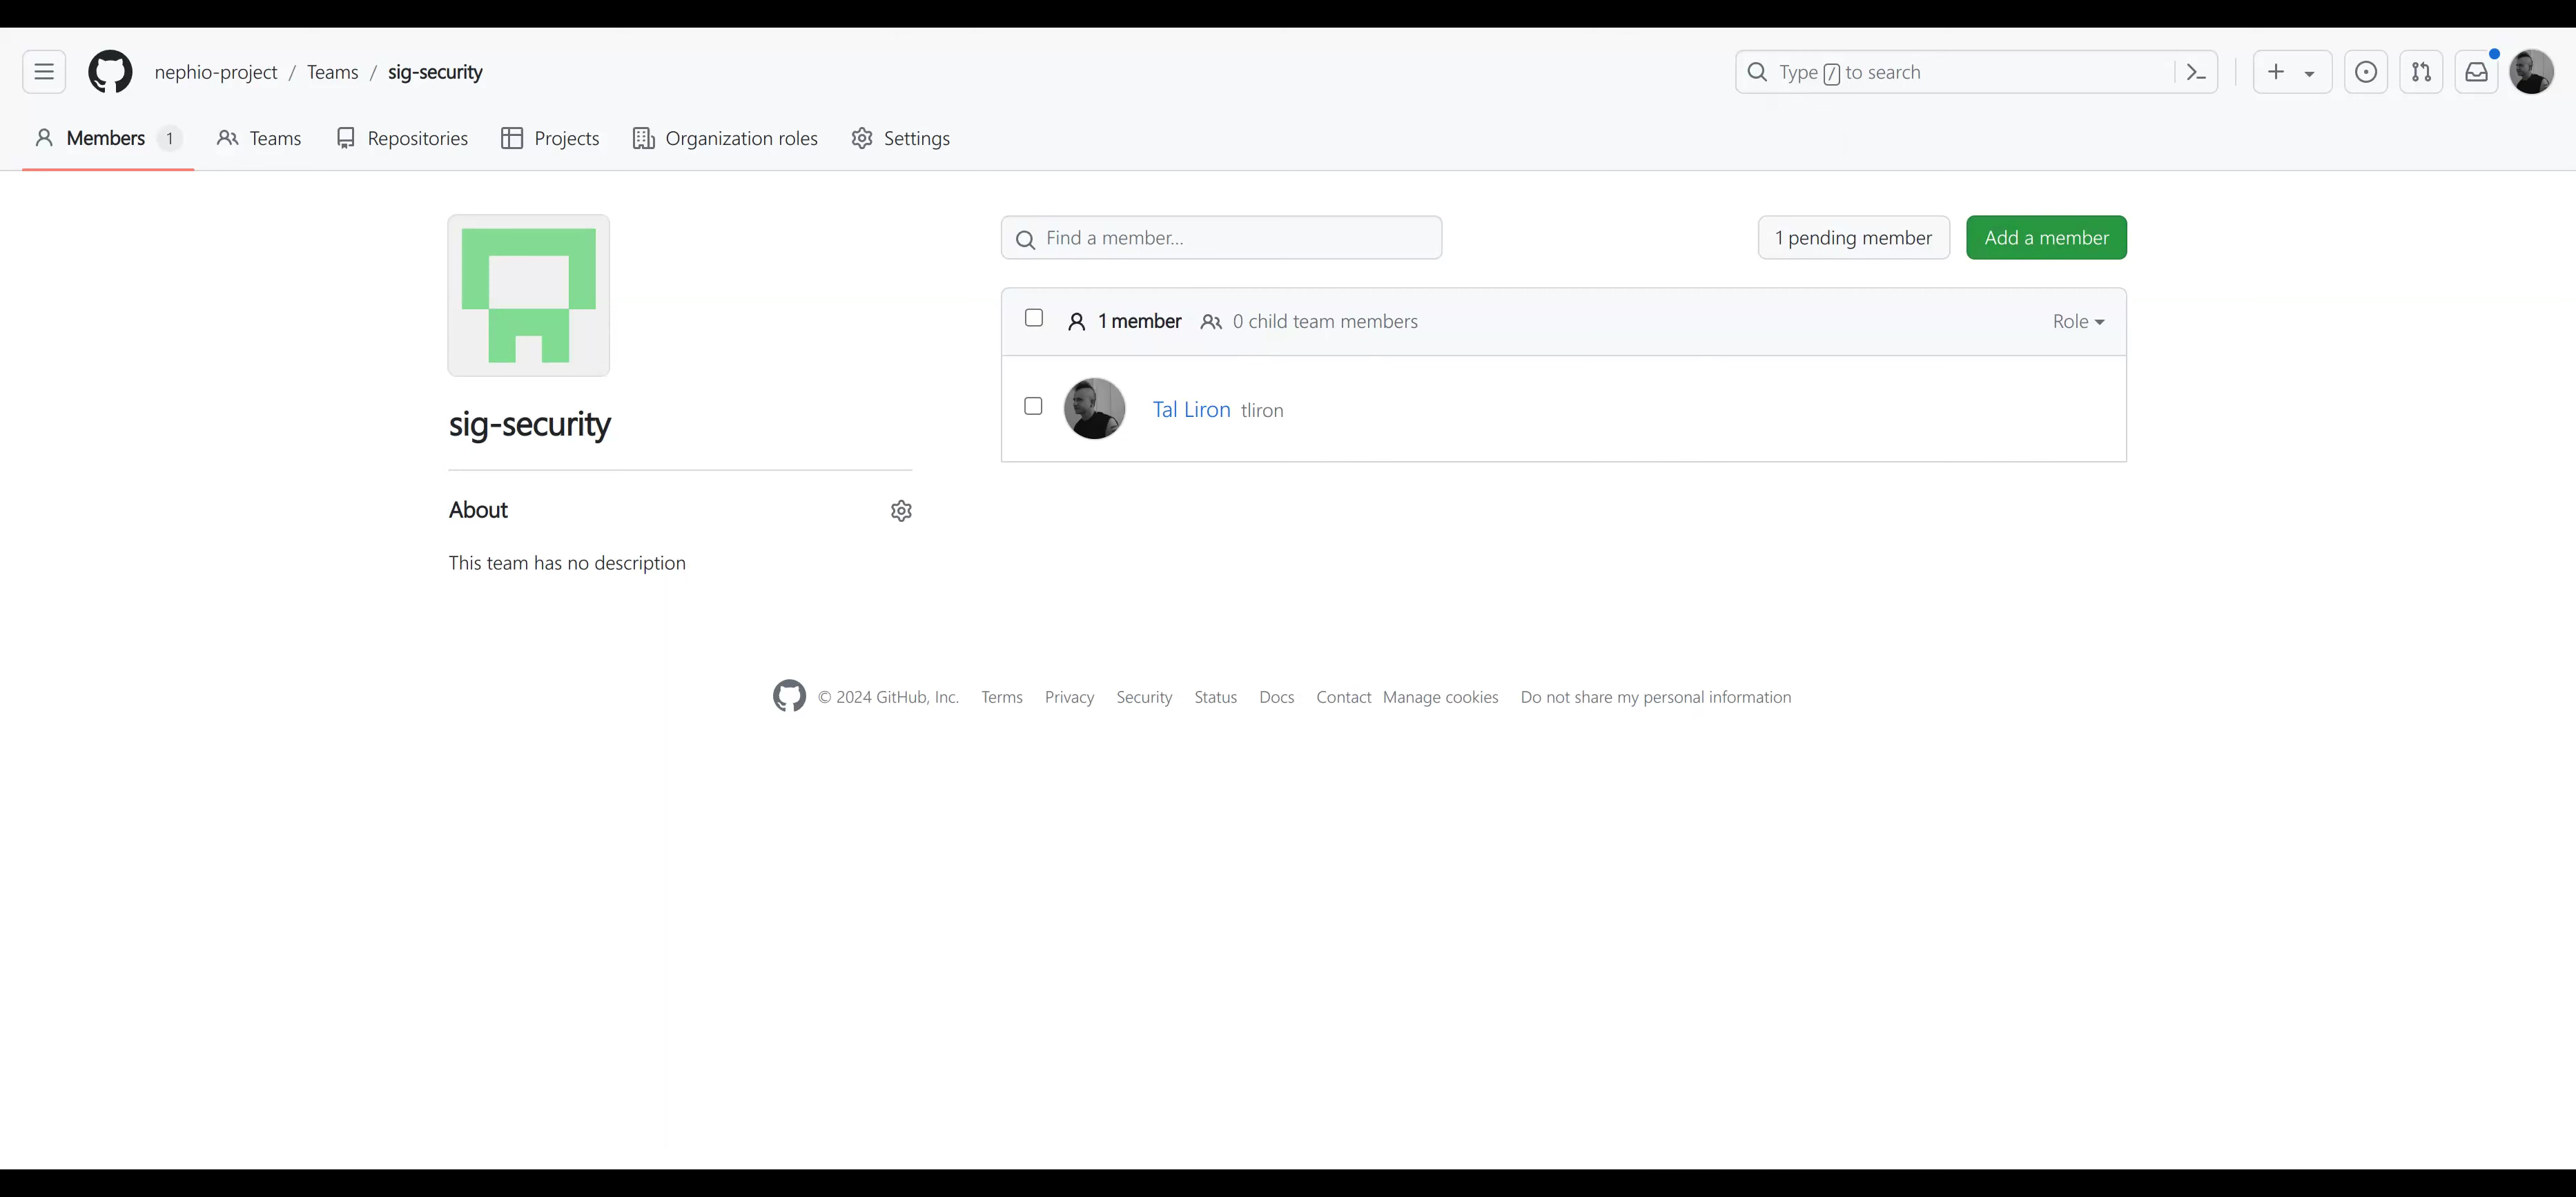 nephio-project / Teams / sig-security
Type / to search
Members 1 Teams Repositories Projects Organization roles Settings
Find a member...
1 pending member
Add a member
1 member 0 child team members
Role
Tal Liron tliron
sig-security
About
This team has no description
© 2024 GitHub, Inc. Terms Privacy Security Status Docs Contact Manage cookies Do not share my personal information